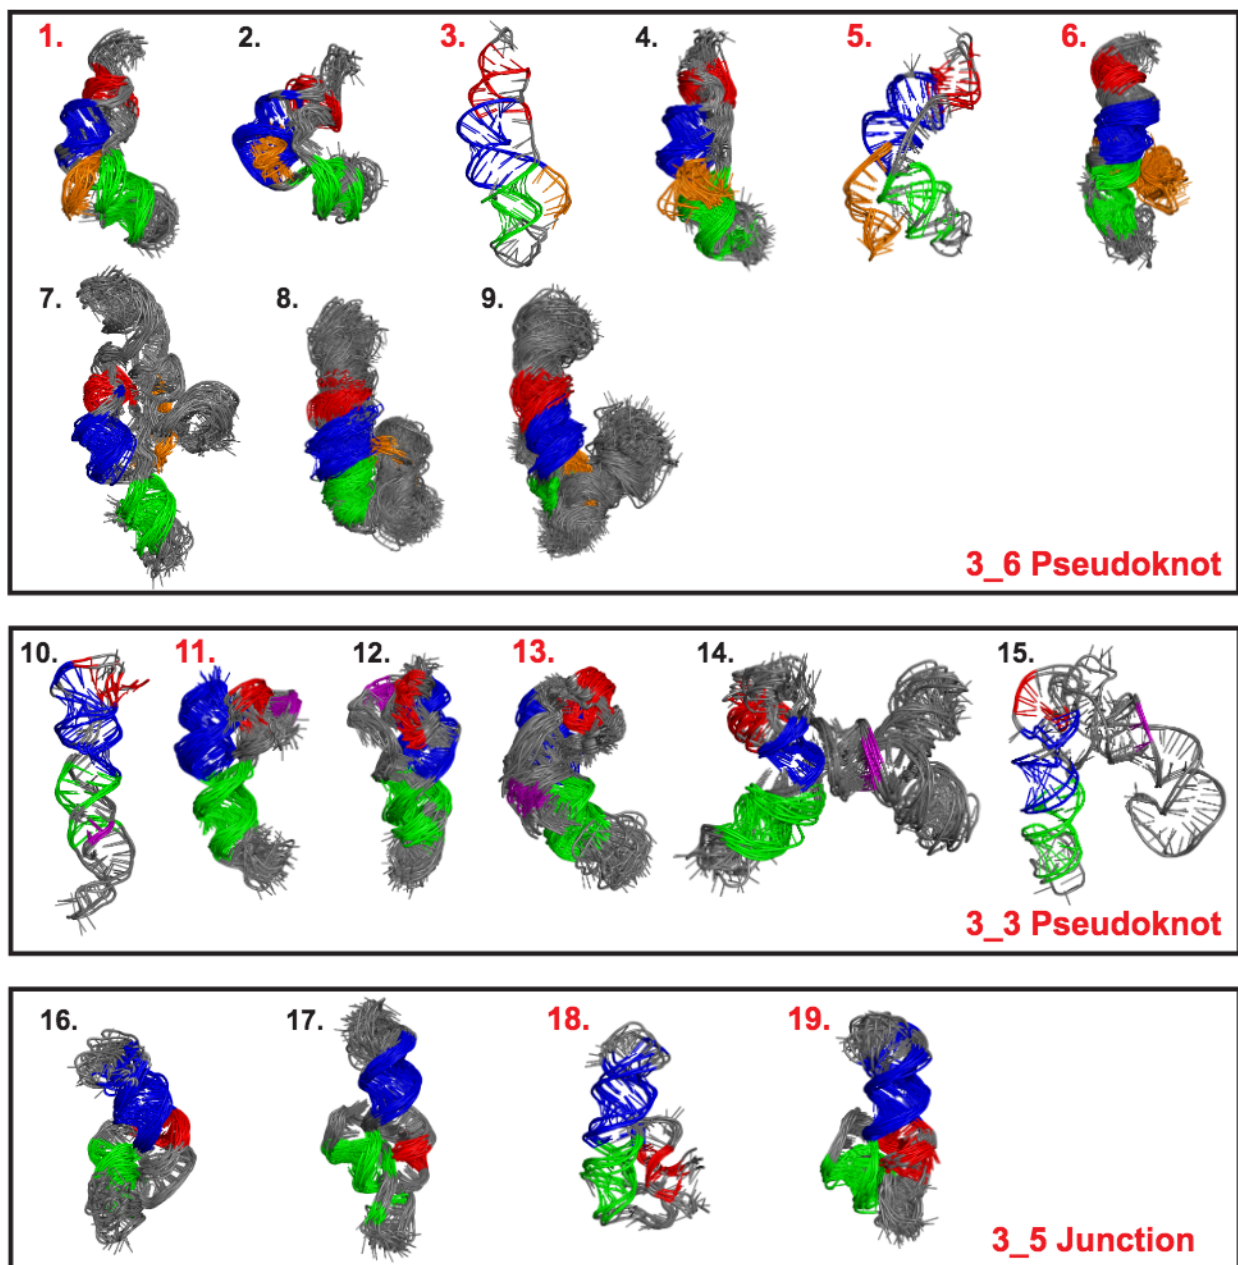 1. 2. 3. 4. 5. 6.
7. 8. 9.
3_6 Pseudoknot
10. 11. 12. 13. 14. 15.
3_3 Pseudoknot
16. 17. 18. 19.
3_5 Junction